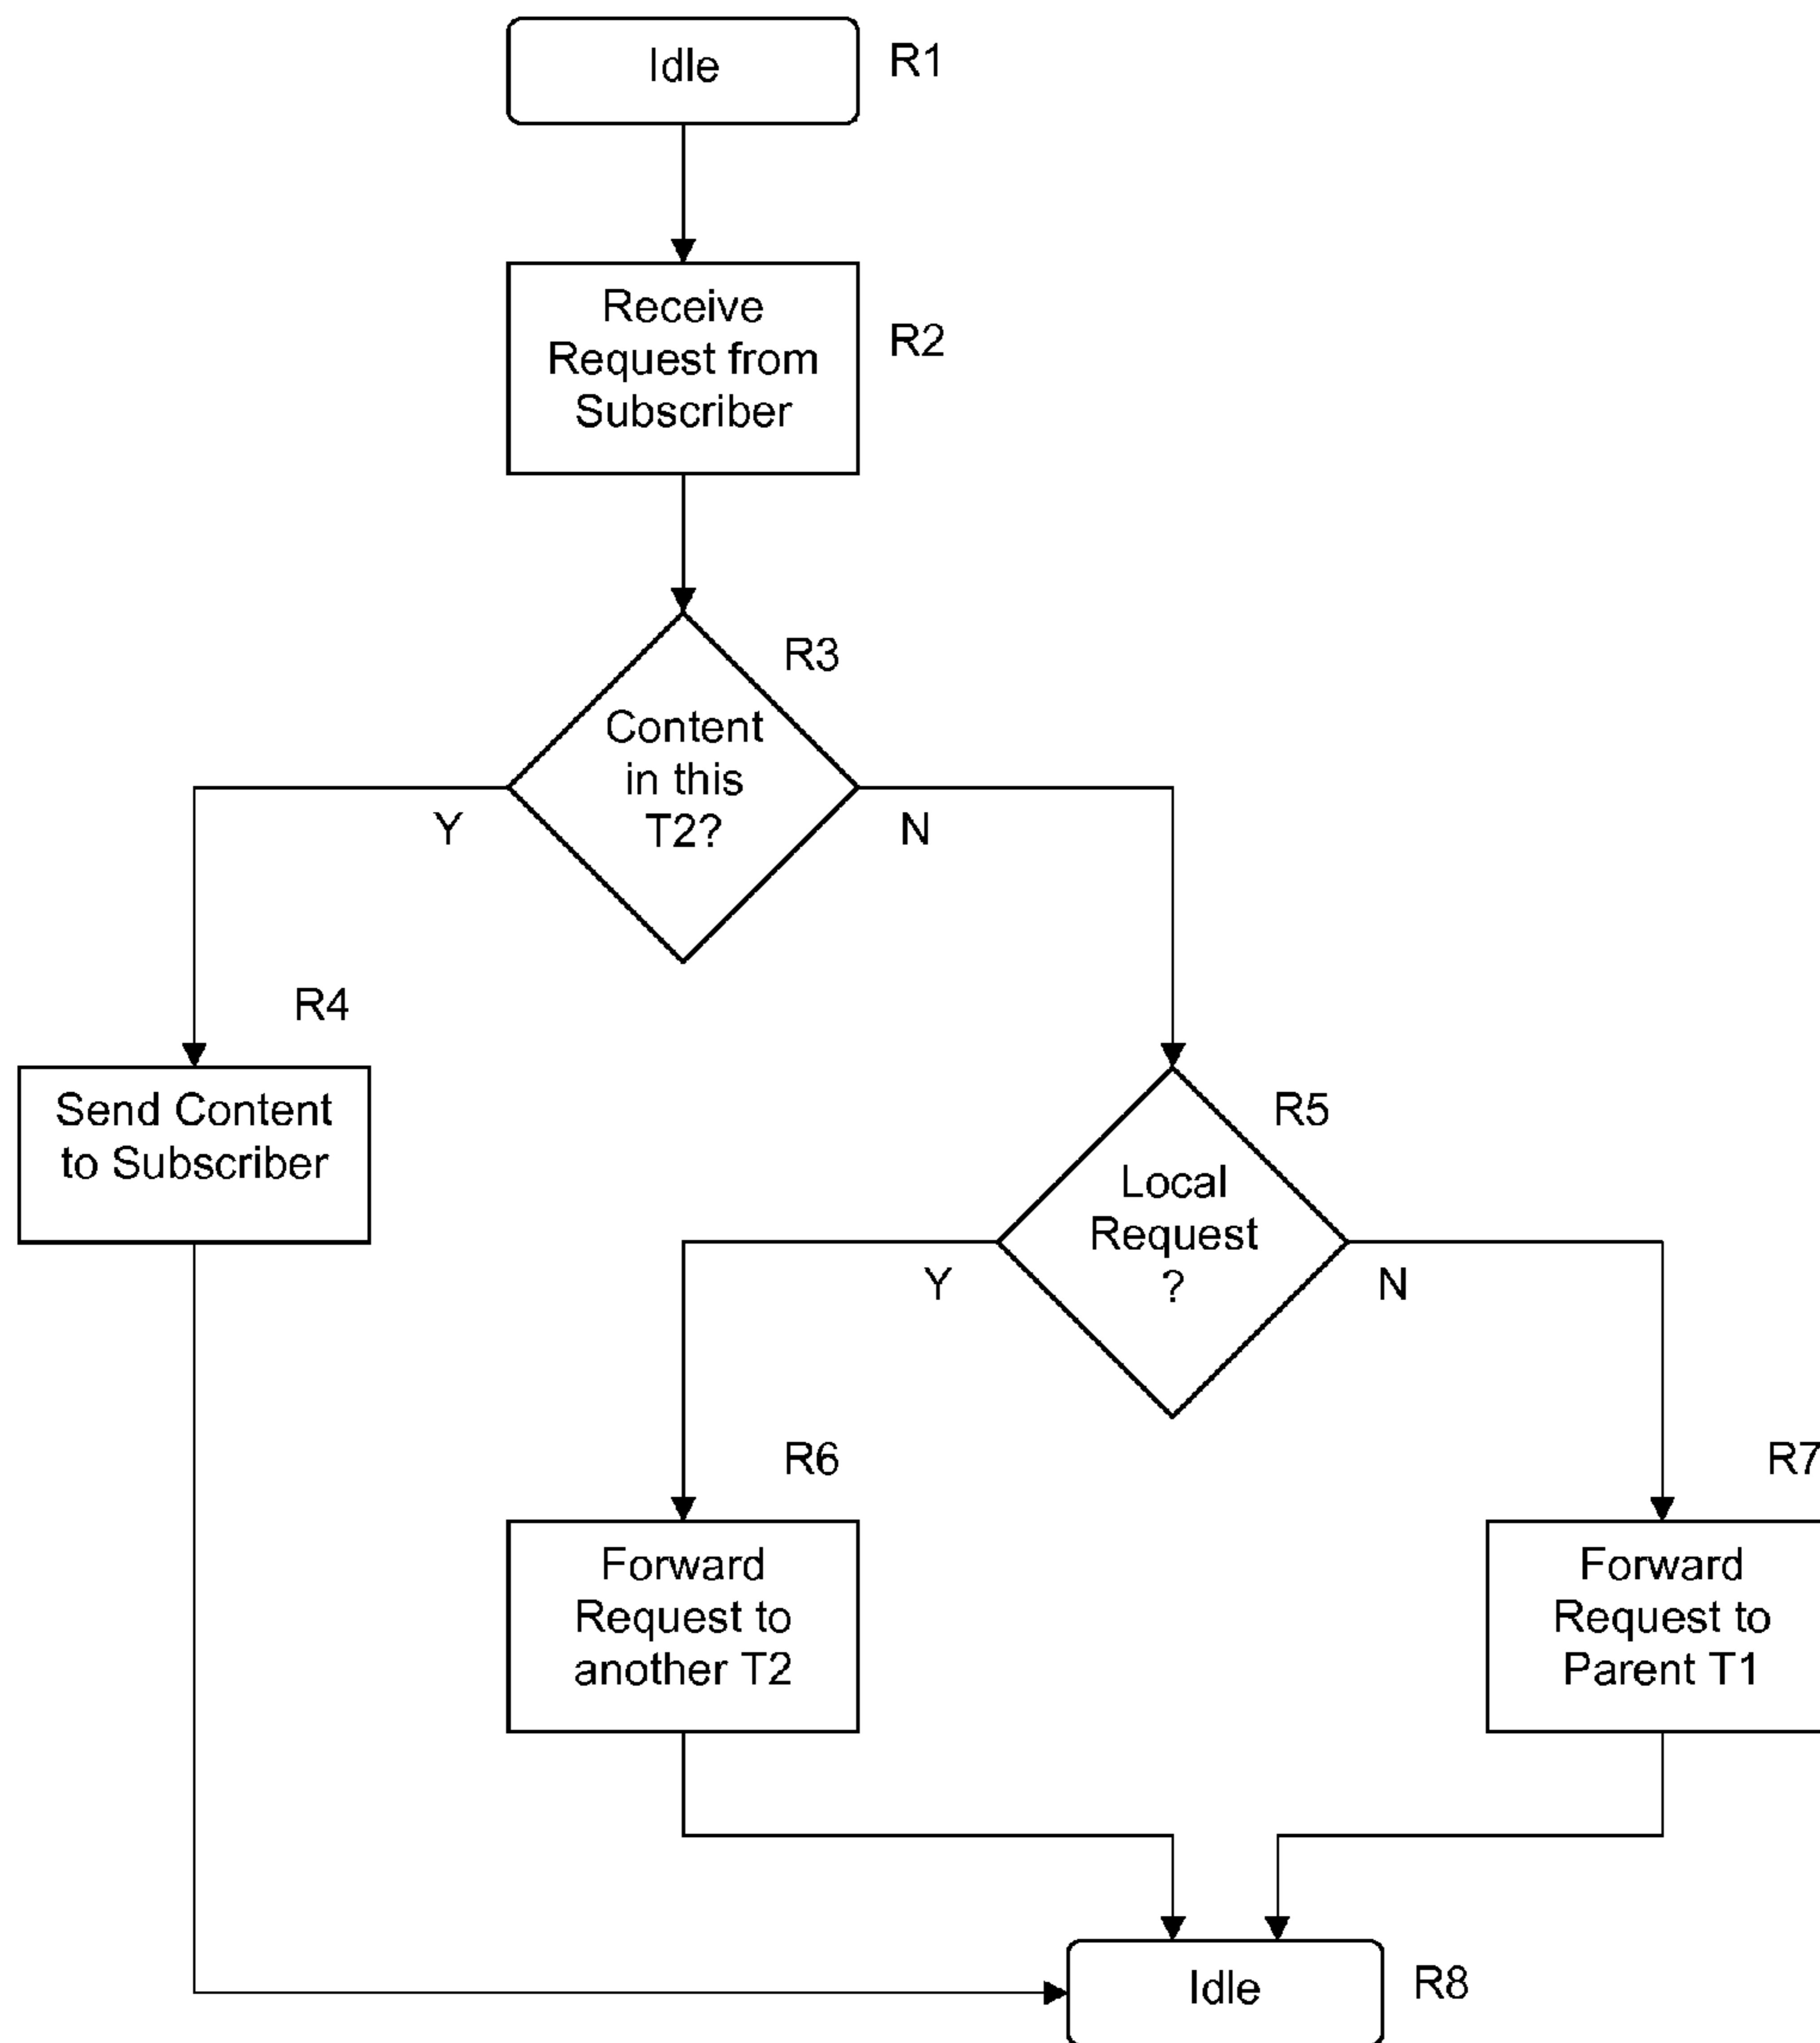 Idle
R1
Receive
Request from
Subscriber
R2
R3
Content
in this
T2?
Y
N
R4
Send Content
to Subscriber
R5
Local
Request
?
Y
N
R6
Forward
Request to
another T2
R7
Forward
Request to
Parent T1
Idle
R8